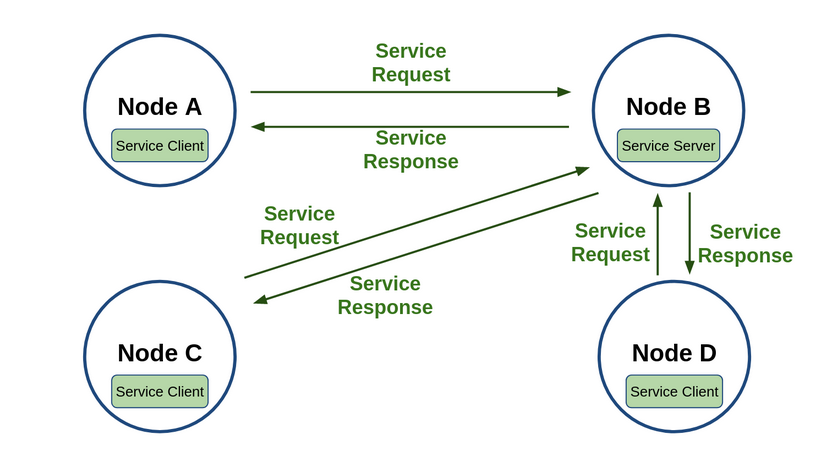 Service
Request
Node A
Service Client
Node B
Service Server
Service
Response
Service
Request
Service
Request
Service
Response
Service
Response
Node C
Service Client
Node D
Service Client